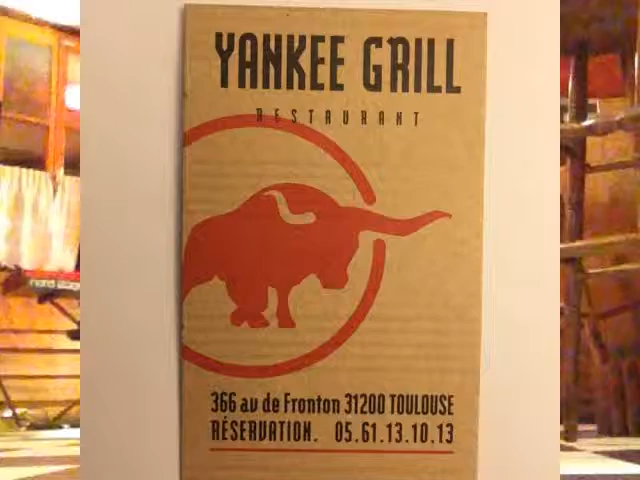 YANKEE GRILL
RESTAURANT
366 av de Fronton 31200 TOULOUSE
RÉSERVATION. 05.61.13.10.13